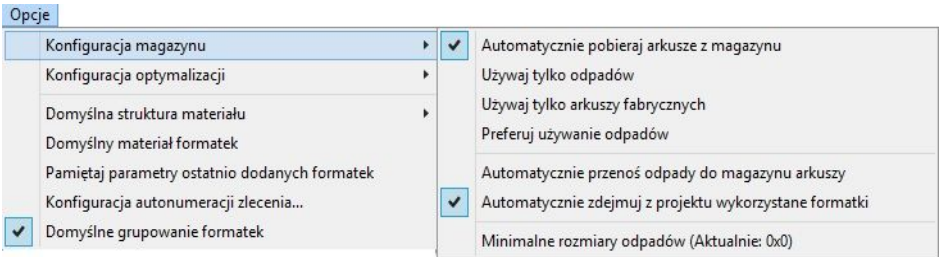 Opcje
Konfiguracja magazynu
Konfiguracja optymalizacji
Domyślna struktura materiału
Domyślny materiał formatek
Pamiętaj parametry ostatnio dodanych formatek
Konfiguracja autonumeracji zlecenia...
Domyślne grupowanie formatek
Automatycznie pobieraj arkusze z magazynu
Używaj tylko odpadów
Używaj tylko arkuszy fabrycznych
Preferuj używanie odpadów
Automatycznie przenoś odpady do magazynu arkuszy
Automatycznie zdejmuj z projektu wykorzystane formatki
Minimalne rozmiary odpadów (Aktualnie: 0x0)